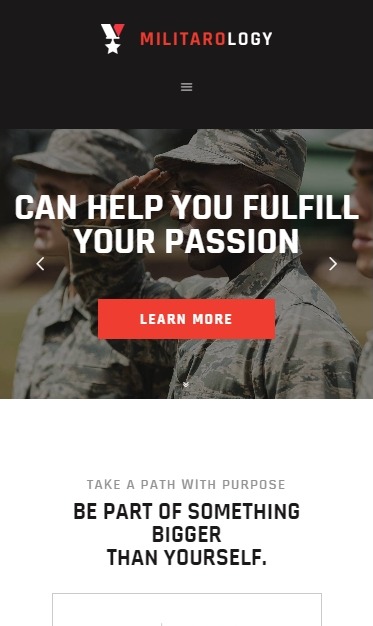 MILITAROLOGY
CAN HELP YOU FULFILL
YOUR PASSION
LEARN MORE
TAKE A PATH WITH PURPOSE
BE PART OF SOMETHING
BIGGER
THAN YOURSELF.